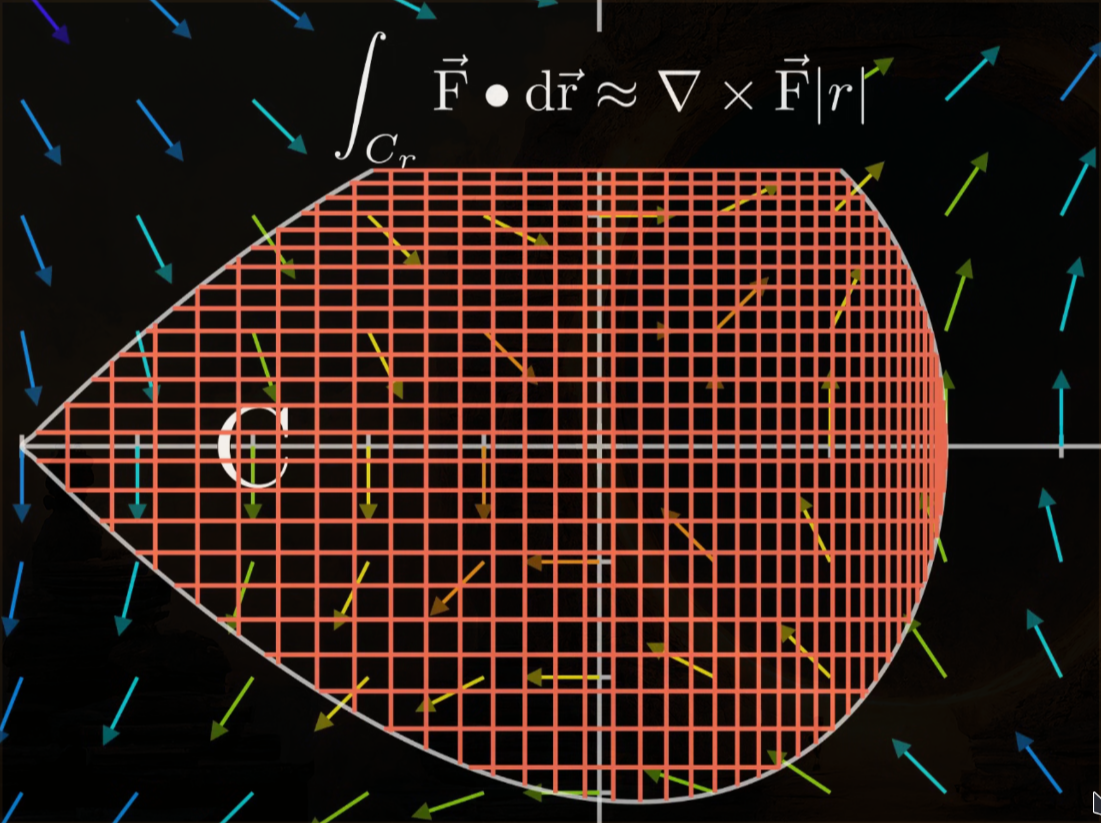 ∫_{C_r} F⃗ • dr⃗ ≈ ∇ × F⃗|r|
C